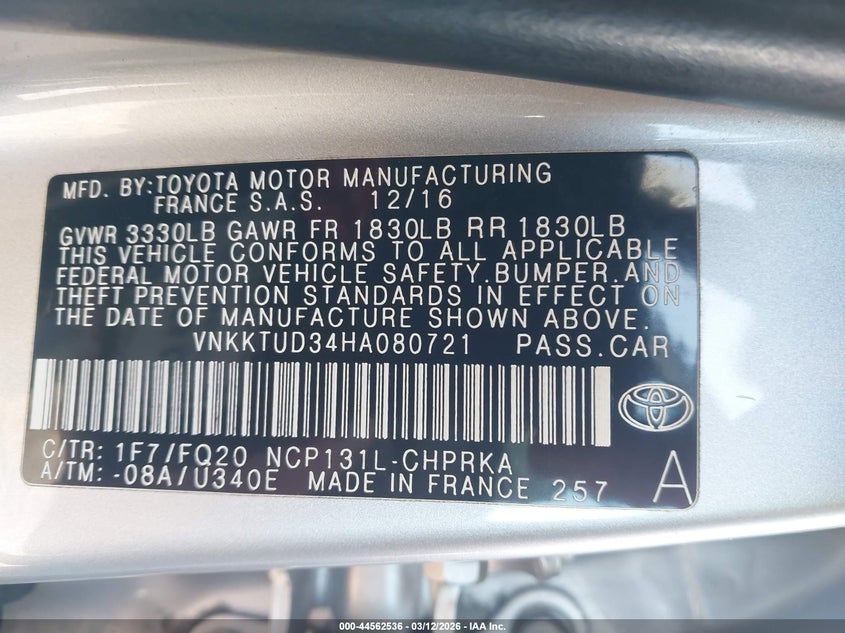 MFD. BY:TOYOTA MOTOR MANUFACTURING
FRANCE S.A.S. 12/16
GVWR 3330LB GAWR FR 1830LB RR 1830LB
THIS VEHICLE CONFORMS TO ALL APPLICABLE
FEDERAL MOTOR VEHICLE SAFETY.BUMPER.AND
THEFT PREVENTION STANDARDS IN EFFECT ON
THE DATE OF MANUFACTURE SHOWN ABOVE.
VNKKTUD34HA080721 PASS.CAR
C/TR: 1F7/FQ20 NCP131L-CHPRKA
A/TM: -08A/U340E MADE IN FRANCE 257 A
000-44562536 - 03/12/2026 - IAA Inc.